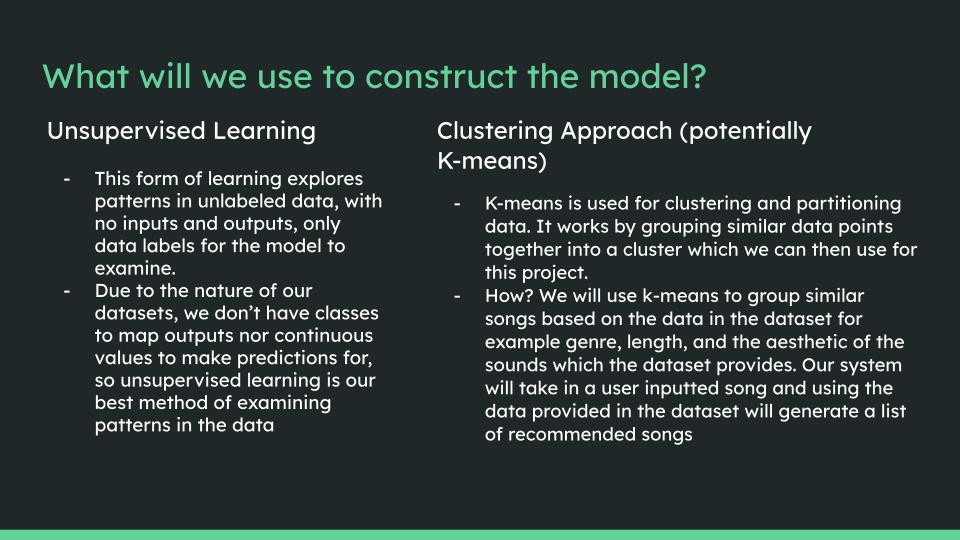 What will we use to construct the model?
Unsupervised Learning
- This form of learning explores
patterns in unlabeled data, with
no inputs and outputs, only
data labels for the model to
examine.
- Due to the nature of our
datasets, we don’t have classes
to map outputs nor continuous
values to make predictions for,
so unsupervised learning is our
best method of examining
patterns in the data
Clustering Approach (potentially
K-means)
- K-means is used for clustering and partitioning
data. It works by grouping similar data points
together into a cluster which we can then use for
this project.
- How? We will use k-means to group similar
songs based on the data in the dataset for
example genre, length, and the aesthetic of the
sounds which the dataset provides. Our system
will take in a user inputted song and using the
data provided in the dataset will generate a list
of recommended songs